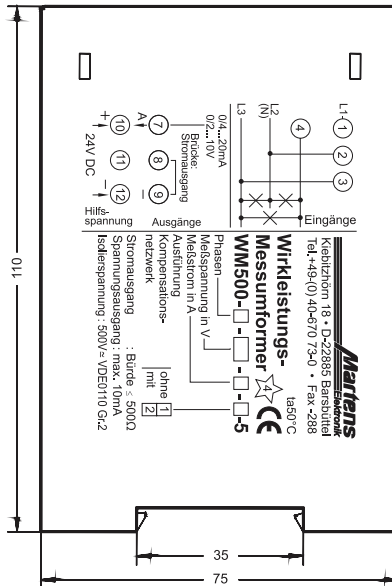 Martens
Elektronik
Kiebitzhörn 18 • D-22885 Barsbüttel
Tel.+49-(0) 40-670 73-0 • Fax -288
Wirkleistungs-
Messumformer
4
ta50°C
CE
WM500-□-□-□-□-5
Phasen
Meßspannung in V
Meßstrom in A
Ausführung
Kompensations-
netzwerk
ohne 1
mit 2
Stromausgang : Bürde ≤ 500Ω
Spannungsausgang : max. 10mA
Isolierspannung : 500V≃ VDE0110 Gr.2
L1- 1
2
3
4
L2
(N)
L3
Eingänge
0/4...20mA
0/2...10V
Brücke:
Stromausgang
A
7
8
9
-
Ausgänge
+
10
11
12
-
24V DC
Hilfs-
spannung
110
35
75